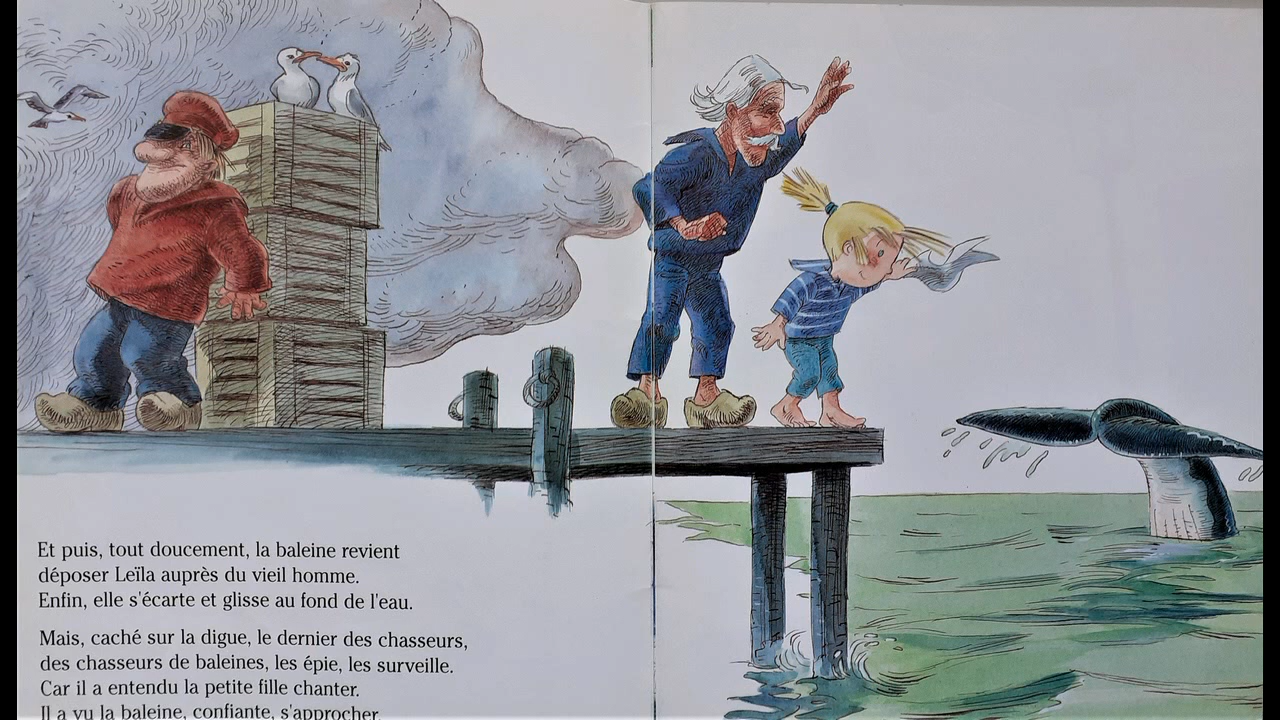 Et puis, tout doucement, la baleine revient
déposer Leïla auprès du vieil homme.
Enfin, elle s'écarte et glisse au fond de l'eau.
Mais, caché sur la digue, le dernier des chasseurs,
des chasseurs de baleines, les épie, les surveille.
Car il a entendu la petite fille chanter.
Il a vu la baleine, confiante, s'approcher.